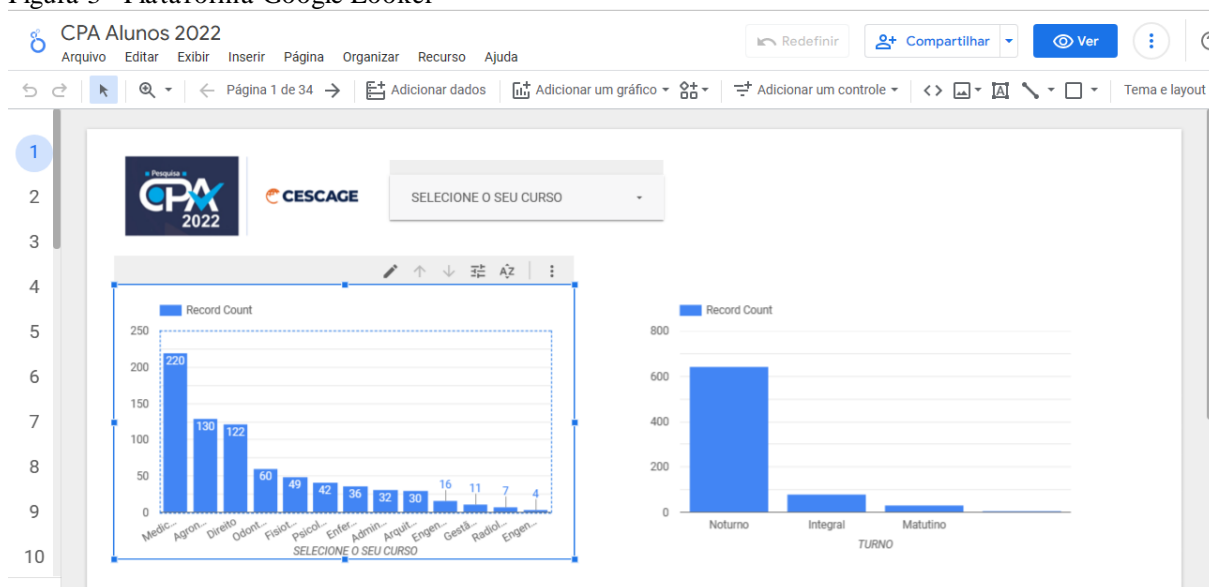 Figura 3 - Plataforma Google Looker
CPA Alunos 2022
Arquivo Editar Exibir Inserir Página Organizar Recurso Ajuda
Redefinir
Compartilhar
Ver
Página 1 de 34
Adicionar dados
Adicionar um gráfico
Adicionar um controle
Tema e layout
1
2
3
4
5
6
7
8
9
10
Pesquisa
CPA
2022
CESCAGE
SELECIONE O SEU CURSO
Record Count
250
200
150
100
50
0
220
130
122
60
49
42
36
32
30
16
11
7
4
Medic...
Agron...
Direito
Odont...
Fisiot...
Psicol...
Enfer...
Admin...
Arquit...
Engen...
Gestã...
Radiol...
Engen...
SELECIONE O SEU CURSO
Record Count
800
600
400
200
0
Noturno
Integral
Matutino
TURNO